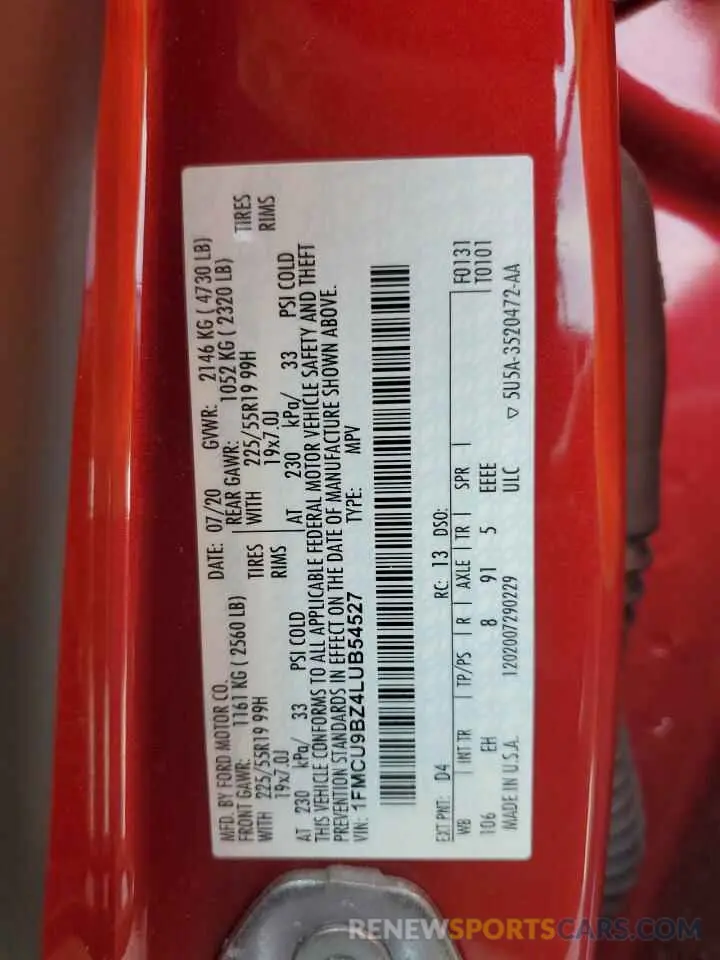 MFD. BY FORD MOTOR CO.
DATE: 07/20 GVWR: 2146 KG ( 4730 LB)
FRONT GAWR: 1161 KG ( 2560 LB) REAR GAWR: 1052 KG ( 2320 LB)
WITH 225/55R19 99H TIRES WITH 225/55R19 99H TIRES
19x7.0J RIMS 19x7.0J RIMS
AT 230 kPa/ 33 PSI COLD AT 230 kPa/ 33 PSI COLD
THIS VEHICLE CONFORMS TO ALL APPLICABLE FEDERAL MOTOR VEHICLE SAFETY AND THEFT
PREVENTION STANDARDS IN EFFECT ON THE DATE OF MANUFACTURE SHOWN ABOVE.
VIN: 1FMCU9BZ4LUB54527 TYPE: MPV
EXT PNT: D4 RC: 13 DSO: F0131
WB INT TR TP/PS R AXLE TR SPR T0101
106 EH 8 91 5 EEEE
MADE IN U.S.A. 1202007290229 ULC ▽ 5U5A-3520472-AA
RENEWSPORTSCARS.COM